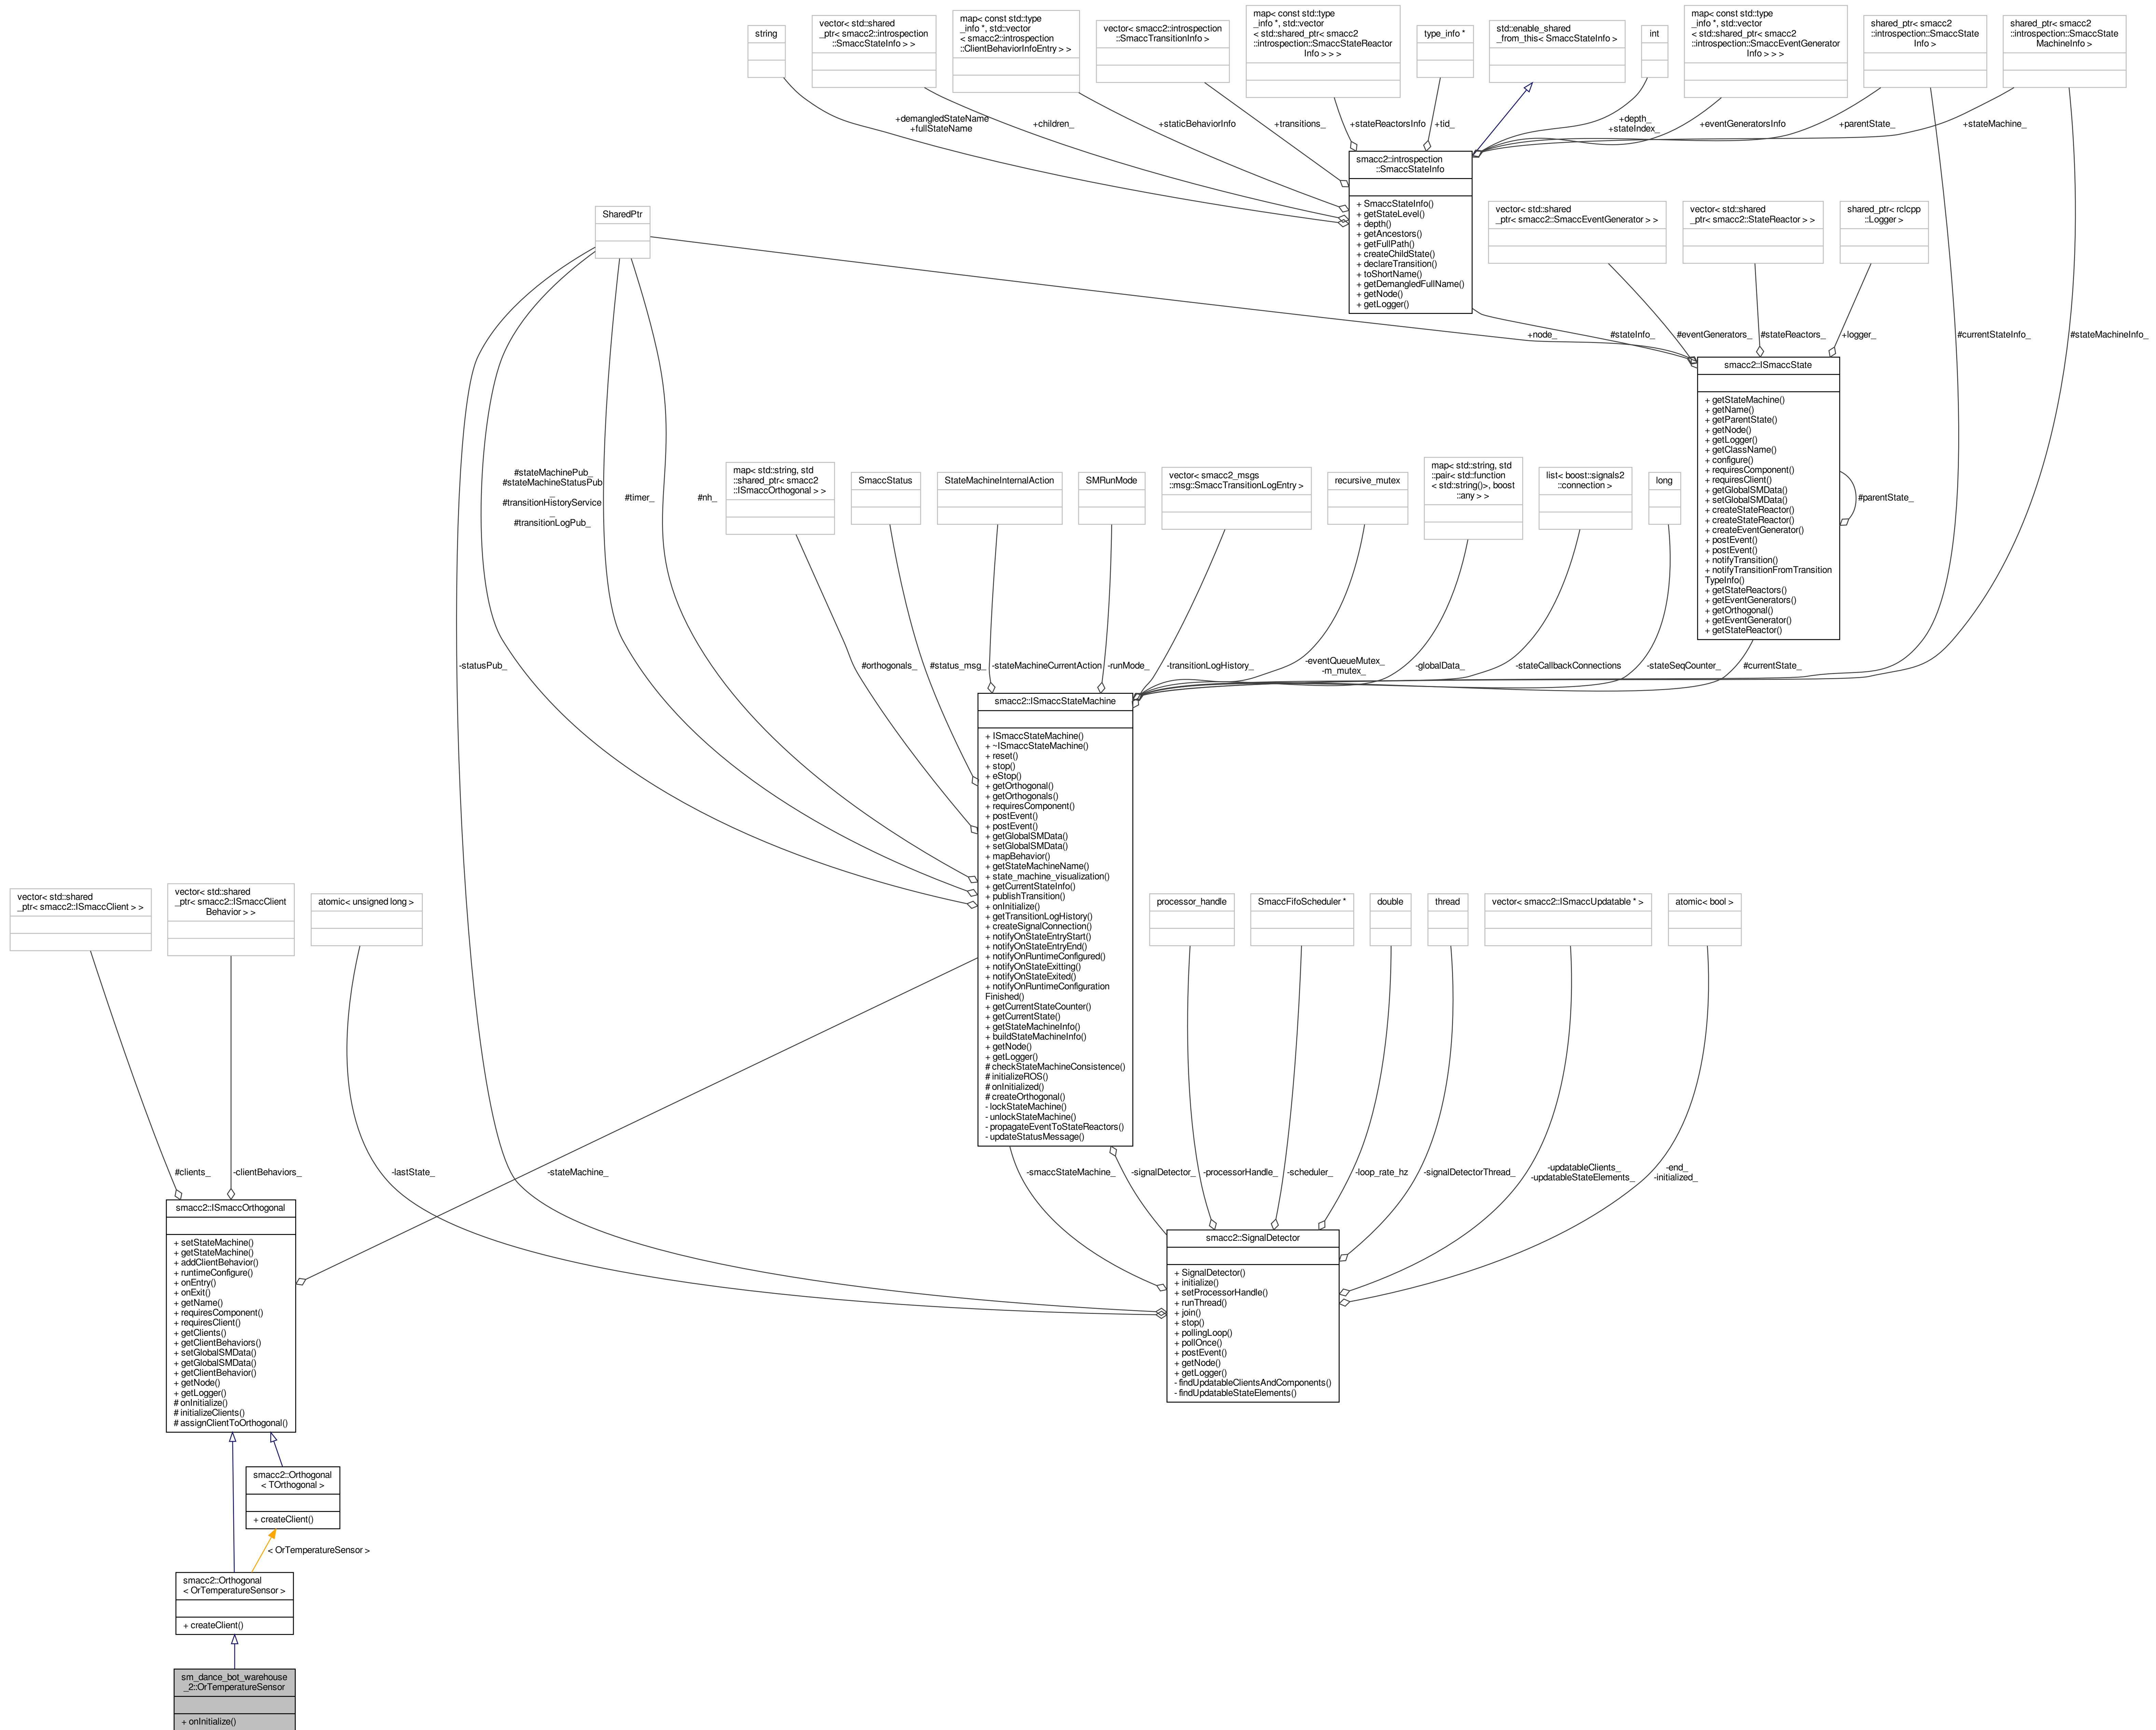 string
vector< std::shared
_ptr< smacc2::introspection
::SmaccStateInfo > >
map< const std::type
_info *, std::vector
< smacc2::introspection
::ClientBehaviorInfoEntry > >
vector< smacc2::introspection
::SmaccTransitionInfo >
map< const std::type
_info *, std::vector
< std::shared_ptr< smacc2
::introspection::SmaccStateReactor
Info > > >
type_info *
std::enable_shared
_from_this< SmaccStateInfo >
int
map< const std::type
_info *, std::vector
< std::shared_ptr< smacc2
::introspection::SmaccEventGenerator
Info > > >
shared_ptr< smacc2
::introspection::SmaccState
Info >
shared_ptr< smacc2
::introspection::SmaccState
MachineInfo >
+demangledStateName
+fullStateName
+children_
+staticBehaviorInfo
+transitions_
+stateReactorsInfo
+tid_
+depth_
+stateIndex_
+eventGeneratorsInfo
+parentState_
+stateMachine_
smacc2::introspection
::SmaccStateInfo
+ SmaccStateInfo()
+ getStateLevel()
+ depth()
+ getAncestors()
+ getFullPath()
+ createChildState()
+ declareTransition()
+ toShortName()
+ getDemangledFullName()
+ getNode()
+ getLogger()
SharedPtr
vector< std::shared
_ptr< smacc2::SmaccEventGenerator > >
vector< std::shared
_ptr< smacc2::StateReactor > >
shared_ptr< rclcpp
::Logger >
+node_
#stateInfo_
#eventGenerators_
#stateReactors_
+logger_
#currentStateInfo_
#stateMachineInfo_
smacc2::ISmaccState
+ getStateMachine()
+ getName()
+ getParentState()
+ getNode()
+ getLogger()
+ getClassName()
+ configure()
+ requiresComponent()
+ requiresClient()
+ getGlobalSMData()
+ setGlobalSMData()
+ createStateReactor()
+ createStateReactor()
+ createEventGenerator()
+ postEvent()
+ postEvent()
+ notifyTransition()
+ notifyTransitionFromTransition
TypeInfo()
+ getStateReactors()
+ getEventGenerators()
+ getOrthogonal()
+ getEventGenerator()
+ getStateReactor()
#parentState_
#stateMachinePub_
#stateMachineStatusPub
_
#transitionHistoryService
_
#transitionLogPub_
#timer_
#nh_
map< std::string, std
::shared_ptr< smacc2
::ISmaccOrthogonal > >
SmaccStatus
StateMachineInternalAction
SMRunMode
vector< smacc2_msgs
::msg::SmaccTransitionLogEntry >
recursive_mutex
map< std::string, std
::pair< std::function
< std::string()>, boost
::any > >
list< boost::signals2
::connection >
long
-statusPub_
#orthogonals_
#status_msg_
-stateMachineCurrentAction
-runMode_
-transitionLogHistory_
-eventQueueMutex_
-m_mutex_
-globalData_
-stateCallbackConnections
-stateSeqCounter_
#currentState_
smacc2::ISmaccStateMachine
+ ISmaccStateMachine()
+ ~ISmaccStateMachine()
+ reset()
+ stop()
+ eStop()
+ getOrthogonal()
+ getOrthogonals()
+ requiresComponent()
+ postEvent()
+ postEvent()
+ getGlobalSMData()
+ setGlobalSMData()
+ mapBehavior()
+ getStateMachineName()
+ state_machine_visualization()
+ getCurrentStateInfo()
+ publishTransition()
+ onInitialize()
+ getTransitionLogHistory()
+ createSignalConnection()
+ notifyOnStateEntryStart()
+ notifyOnStateEntryEnd()
+ notifyOnRuntimeConfigured()
+ notifyOnStateExitting()
+ notifyOnStateExited()
+ notifyOnRuntimeConfiguration
Finished()
+ getCurrentStateCounter()
+ getCurrentState()
+ getStateMachineInfo()
+ buildStateMachineInfo()
+ getNode()
+ getLogger()
# checkStateMachineConsistence()
# initializeROS()
# onInitialized()
# createOrthogonal()
- lockStateMachine()
- unlockStateMachine()
- propagateEventToStateReactors()
- updateStatusMessage()
vector< std::shared
_ptr< smacc2::ISmaccClient > >
vector< std::shared
_ptr< smacc2::ISmaccClient
Behavior > >
atomic< unsigned long >
processor_handle
SmaccFifoScheduler *
double
thread
vector< smacc2::ISmaccUpdatable * >
atomic< bool >
#clients_
-clientBehaviors_
-lastState_
-stateMachine_
-smaccStateMachine_
-signalDetector_
-processorHandle_
-scheduler_
-loop_rate_hz
-signalDetectorThread_
-updatableClients_
-updatableStateElements_
-end_
-initialized_
smacc2::ISmaccOrthogonal
+ setStateMachine()
+ getStateMachine()
+ addClientBehavior()
+ runtimeConfigure()
+ onEntry()
+ onExit()
+ getName()
+ requiresComponent()
+ requiresClient()
+ getClients()
+ getClientBehaviors()
+ setGlobalSMData()
+ getGlobalSMData()
+ getClientBehavior()
+ getNode()
+ getLogger()
# onInitialize()
# initializeClients()
# assignClientToOrthogonal()
smacc2::SignalDetector
+ SignalDetector()
+ initialize()
+ setProcessorHandle()
+ runThread()
+ join()
+ stop()
+ pollingLoop()
+ pollOnce()
+ postEvent()
+ getNode()
+ getLogger()
- findUpdatableClientsAndComponents()
- findUpdatableStateElements()
smacc2::Orthogonal
< TOrthogonal >
+ createClient()
< OrTemperatureSensor >
smacc2::Orthogonal
< OrTemperatureSensor >
+ createClient()
sm_dance_bot_warehouse
_2::OrTemperatureSensor
+ onInitialize()